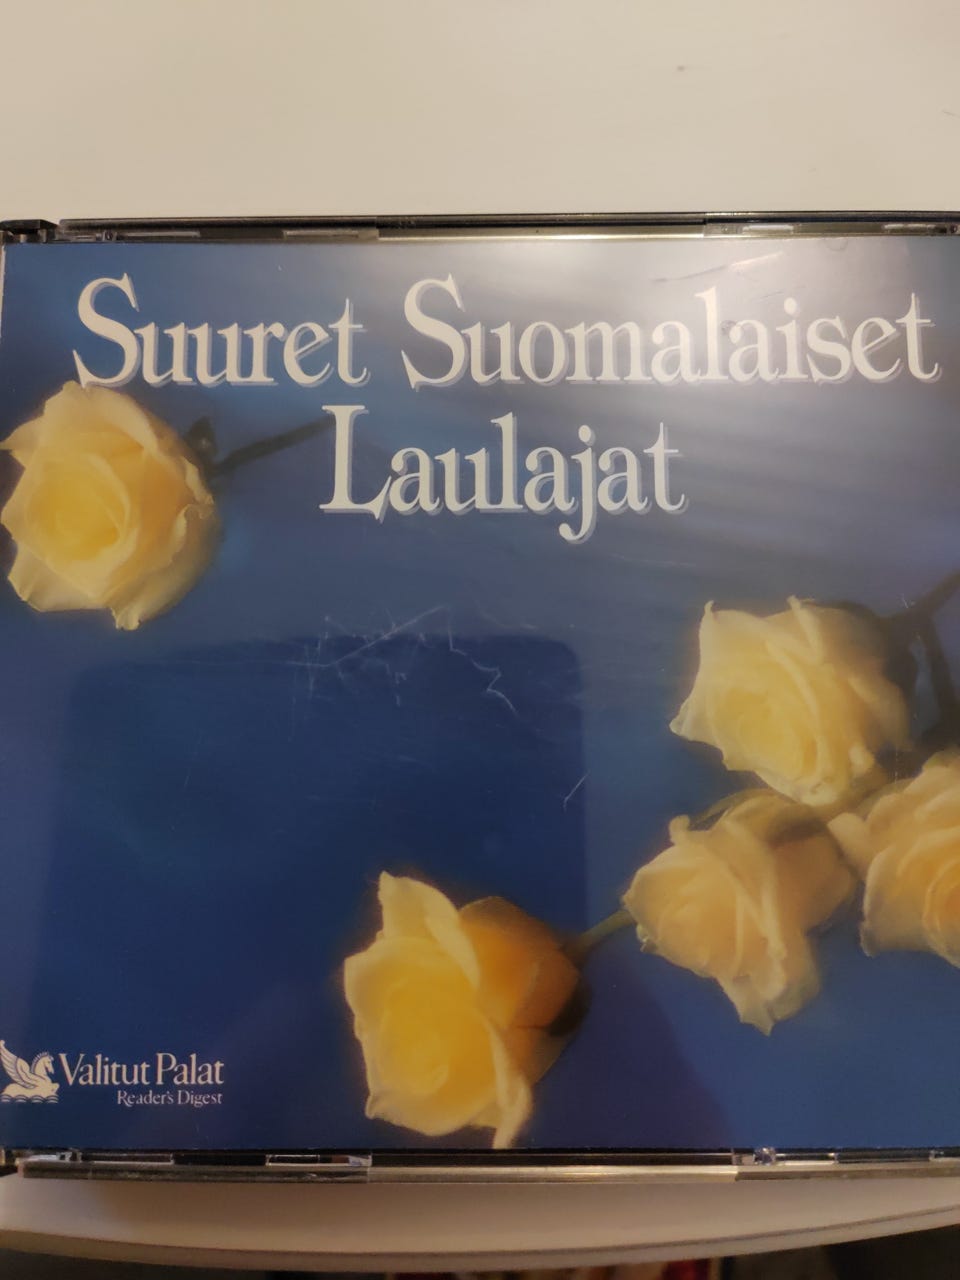 Suuret Suomalaiset
Laulajat
Valitut Palat
Reader's Digest